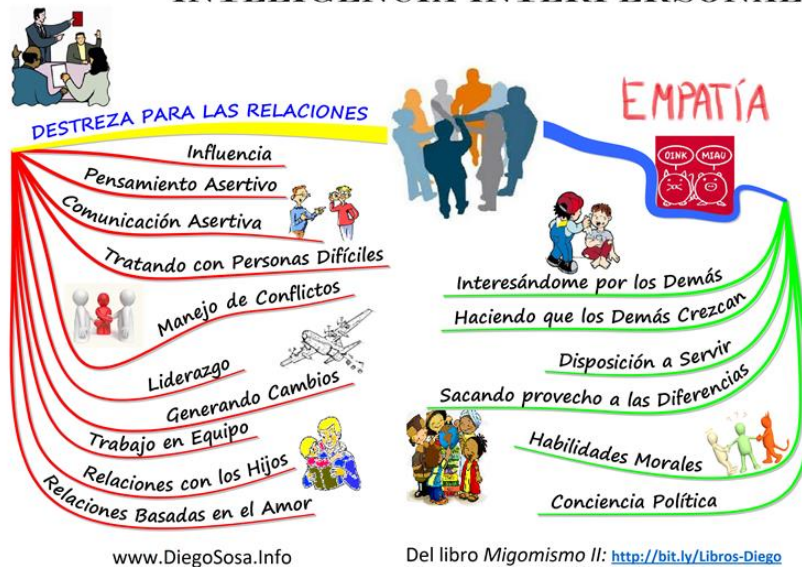 INTELIGENCIA INTERPERSONAL
DESTREZA PARA LAS RELACIONES
Influencia
Pensamiento Asertivo
Comunicación Asertiva
Tratando con Personas Difíciles
Manejo de Conflictos
Liderazgo
Generando Cambios
Trabajo en Equipo
Relaciones con los Hijos
Relaciones Basadas en el Amor
EMPATÍA
OINK
MIAU
Interesándome por los Demás
Haciendo que los Demás Crezcan
Disposición a Servir
Sacando provecho a las Diferencias
Habilidades Morales
Conciencia Política
www.DiegoSosa.Info
Del libro Migomismo II: http://bit.ly/Libros-Diego